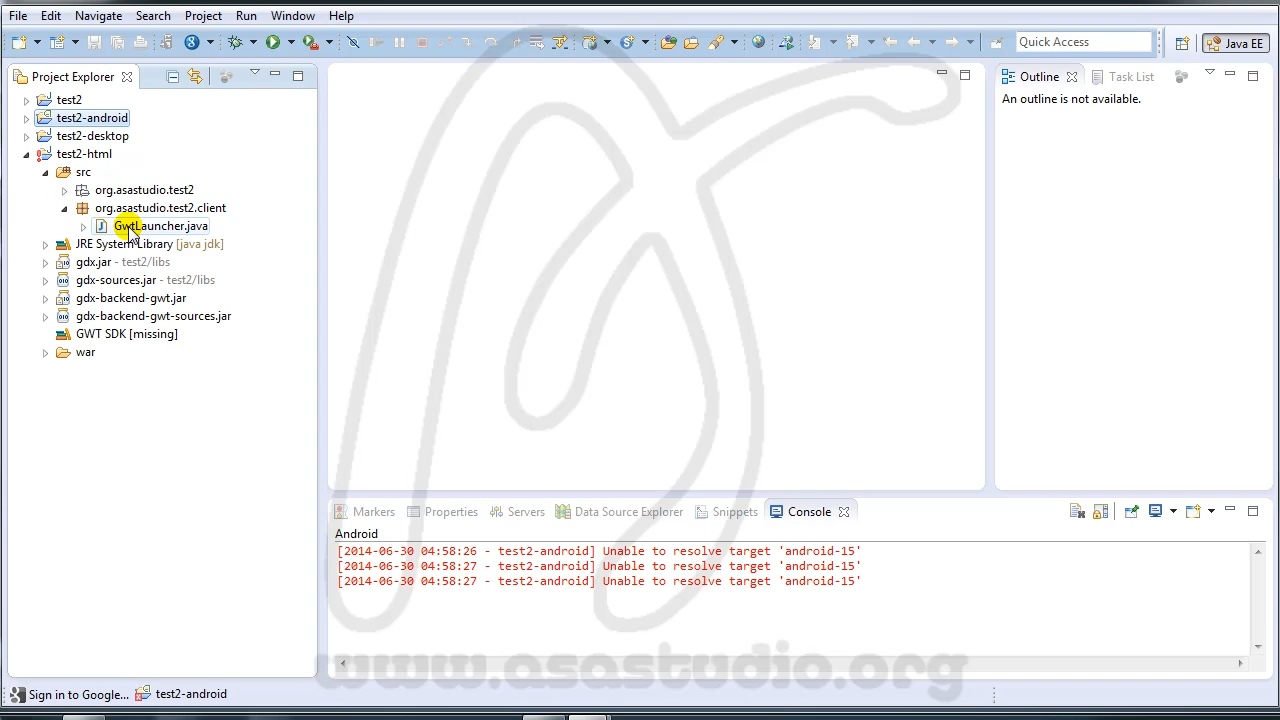 File Edit Navigate Search Project Run Window Help
Quick Access
Java EE
Project Explorer
test2
test2-android
test2-desktop
test2-html
src
org.asastudio.test2
org.asastudio.test2.client
GwtLauncher.java
JRE System Library [java jdk]
gdx.jar - test2/libs
gdx-sources.jar - test2/libs
gdx-backend-gwt.jar
gdx-backend-gwt-sources.jar
GWT SDK [missing]
war
Outline Task List
An outline is not available.
Markers Properties Servers Data Source Explorer Snippets Console
Android
[2014-06-30 04:58:26 - test2-android] Unable to resolve target 'android-15'
[2014-06-30 04:58:27 - test2-android] Unable to resolve target 'android-15'
[2014-06-30 04:58:27 - test2-android] Unable to resolve target 'android-15'
www.asastudio.org
Sign in to Google... test2-android